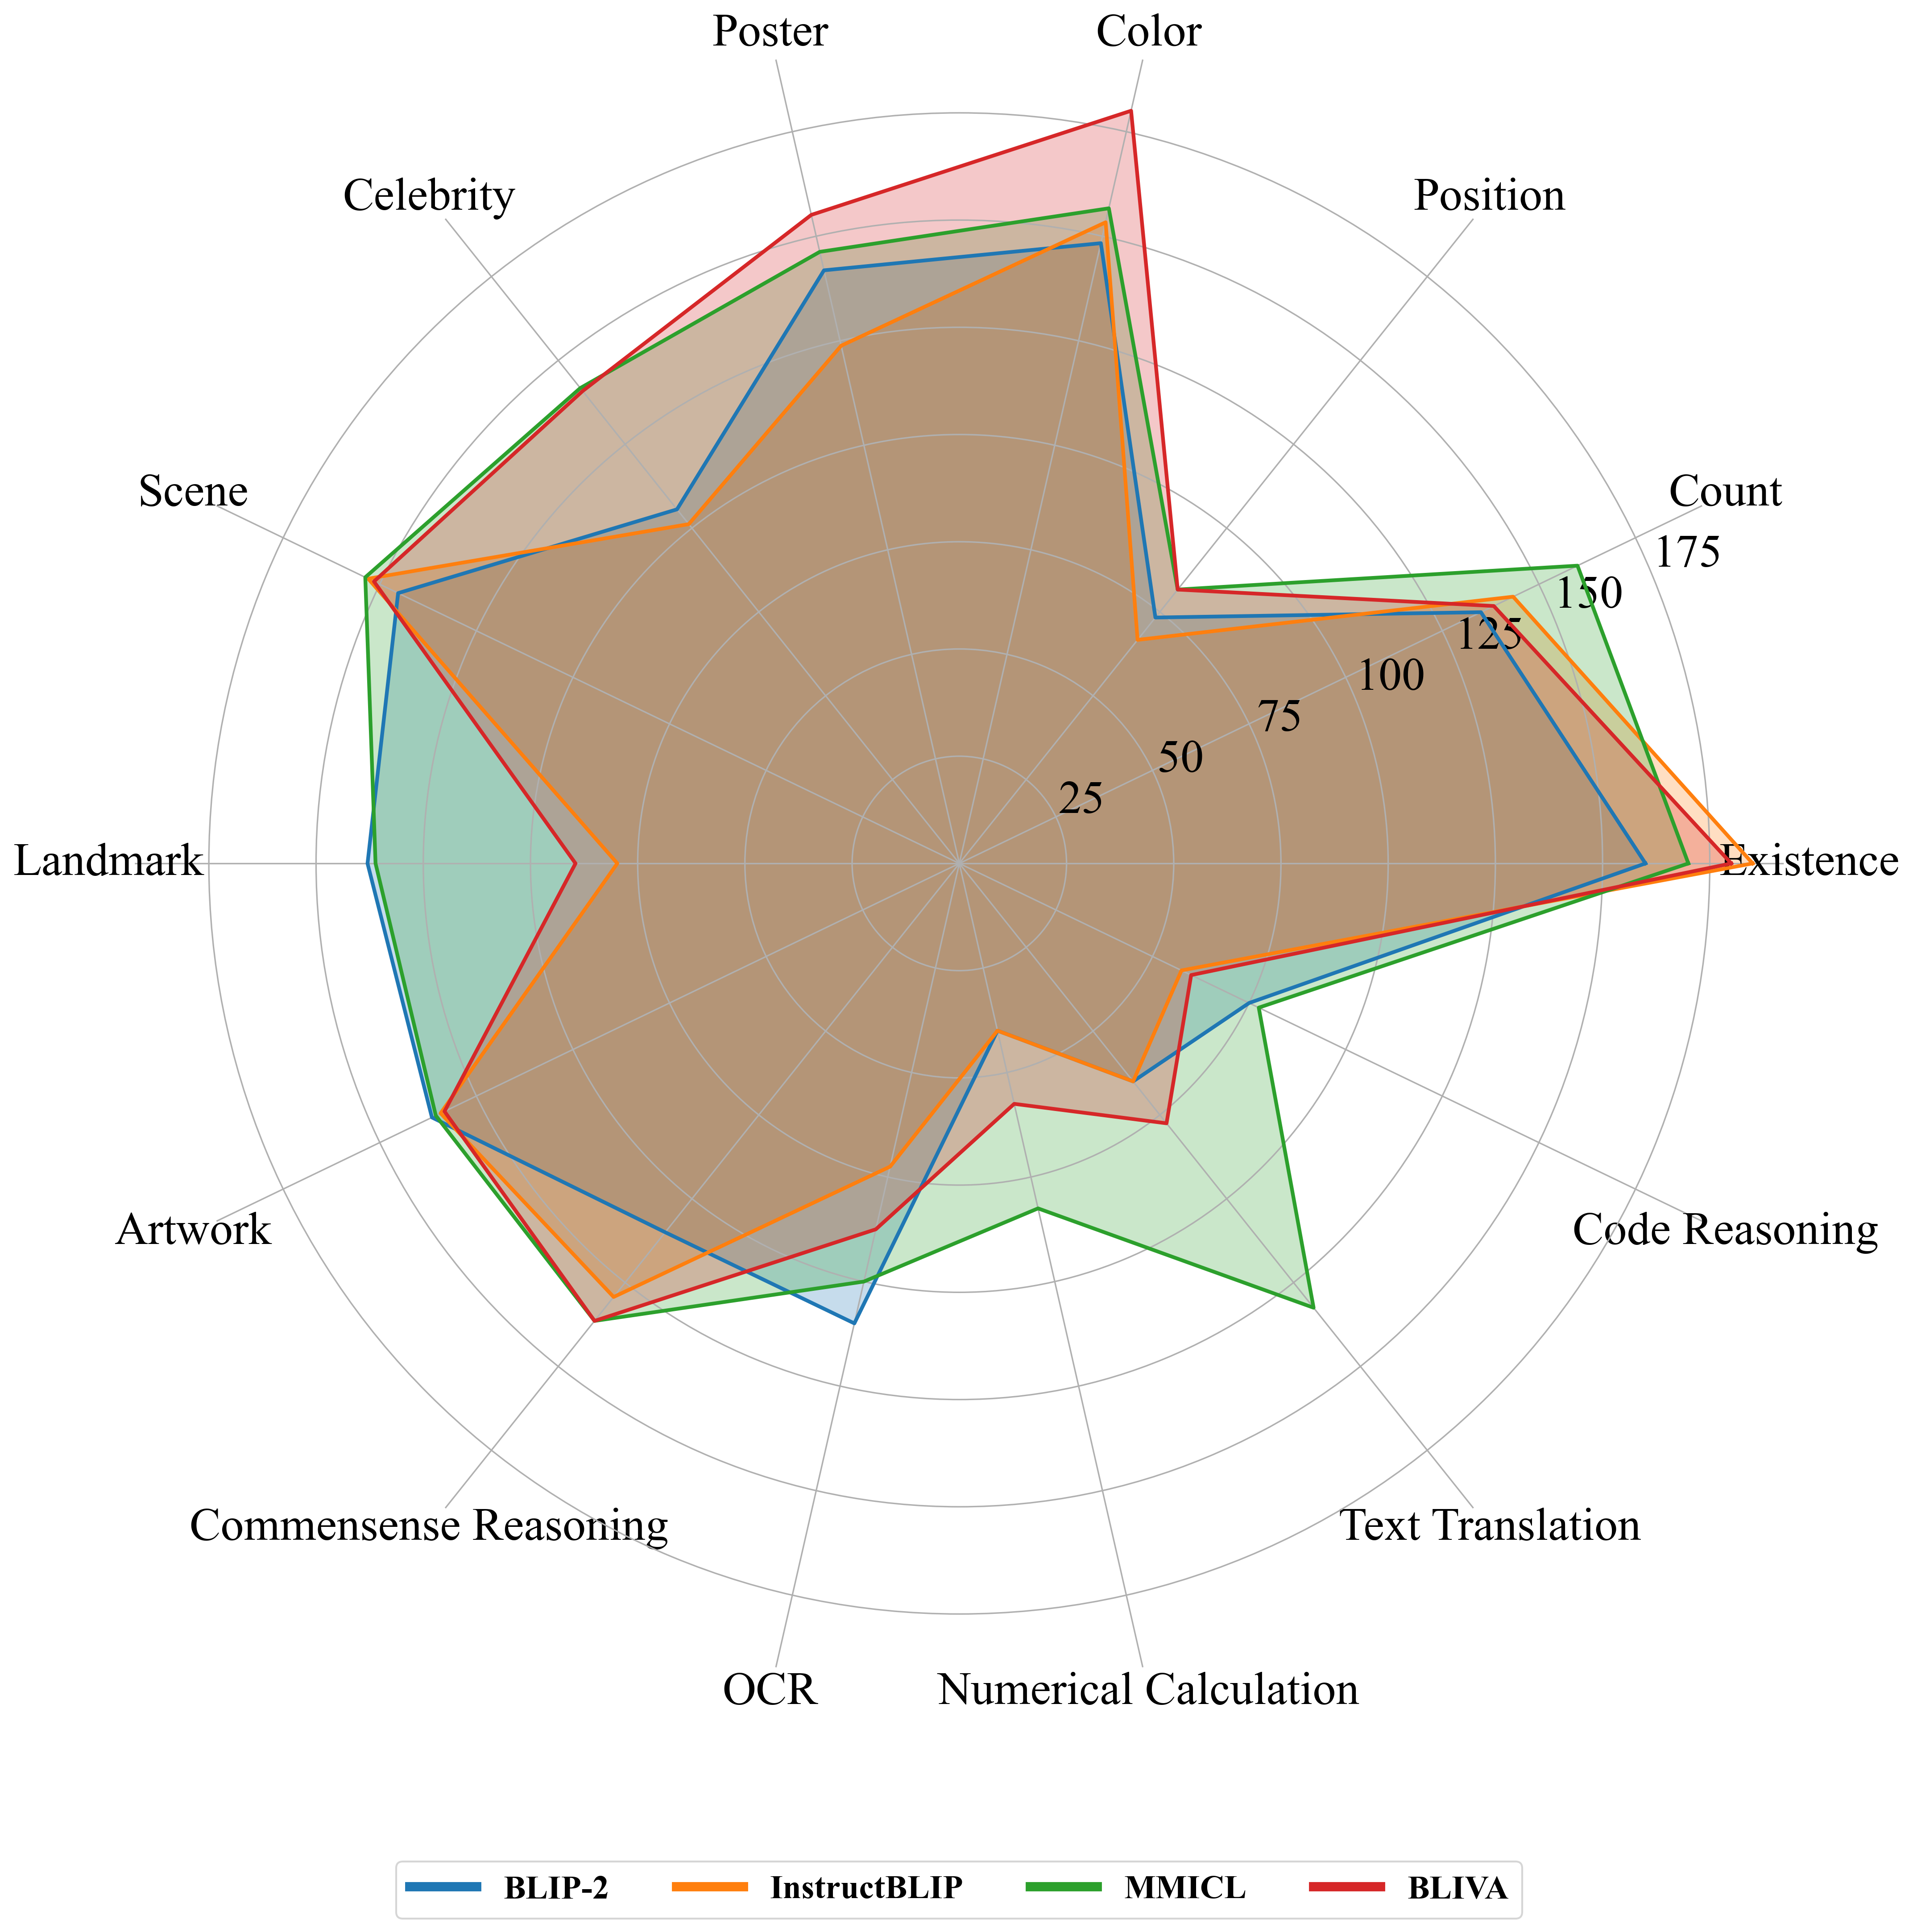 Poster
Color
Celebrity
Position
Scene
Count
175
150
125
100
75
50
25
Landmark
Existence
Artwork
Code Reasoning
Commensense Reasoning
Text Translation
OCR
Numerical Calculation
BLIP-2
InstructBLIP
MMICL
BLIVA